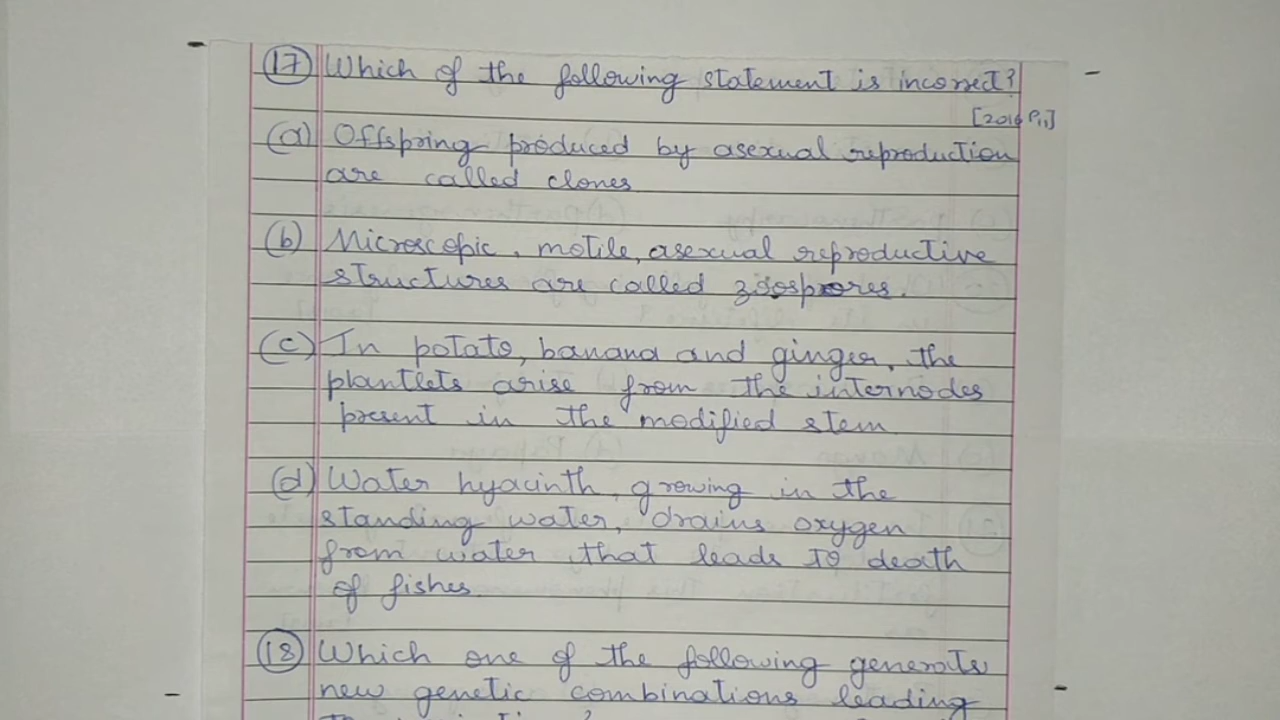 (17) Which of the following statement is incorrect?
[2016 P11]
(a) Offspring produced by asexual reproduction
are called clones
(b) Microscopic, motile, asexual reproductive
structures are called zoospores.
(c) In potato, banana and ginger, the
plantlets arise from the internodes
present in the modified stem
(d) Water hyacinth, growing in the
standing water, drains oxygen
from water that leads to death
of fishes.
(18) Which one of the following generate
new genetic combinations leading